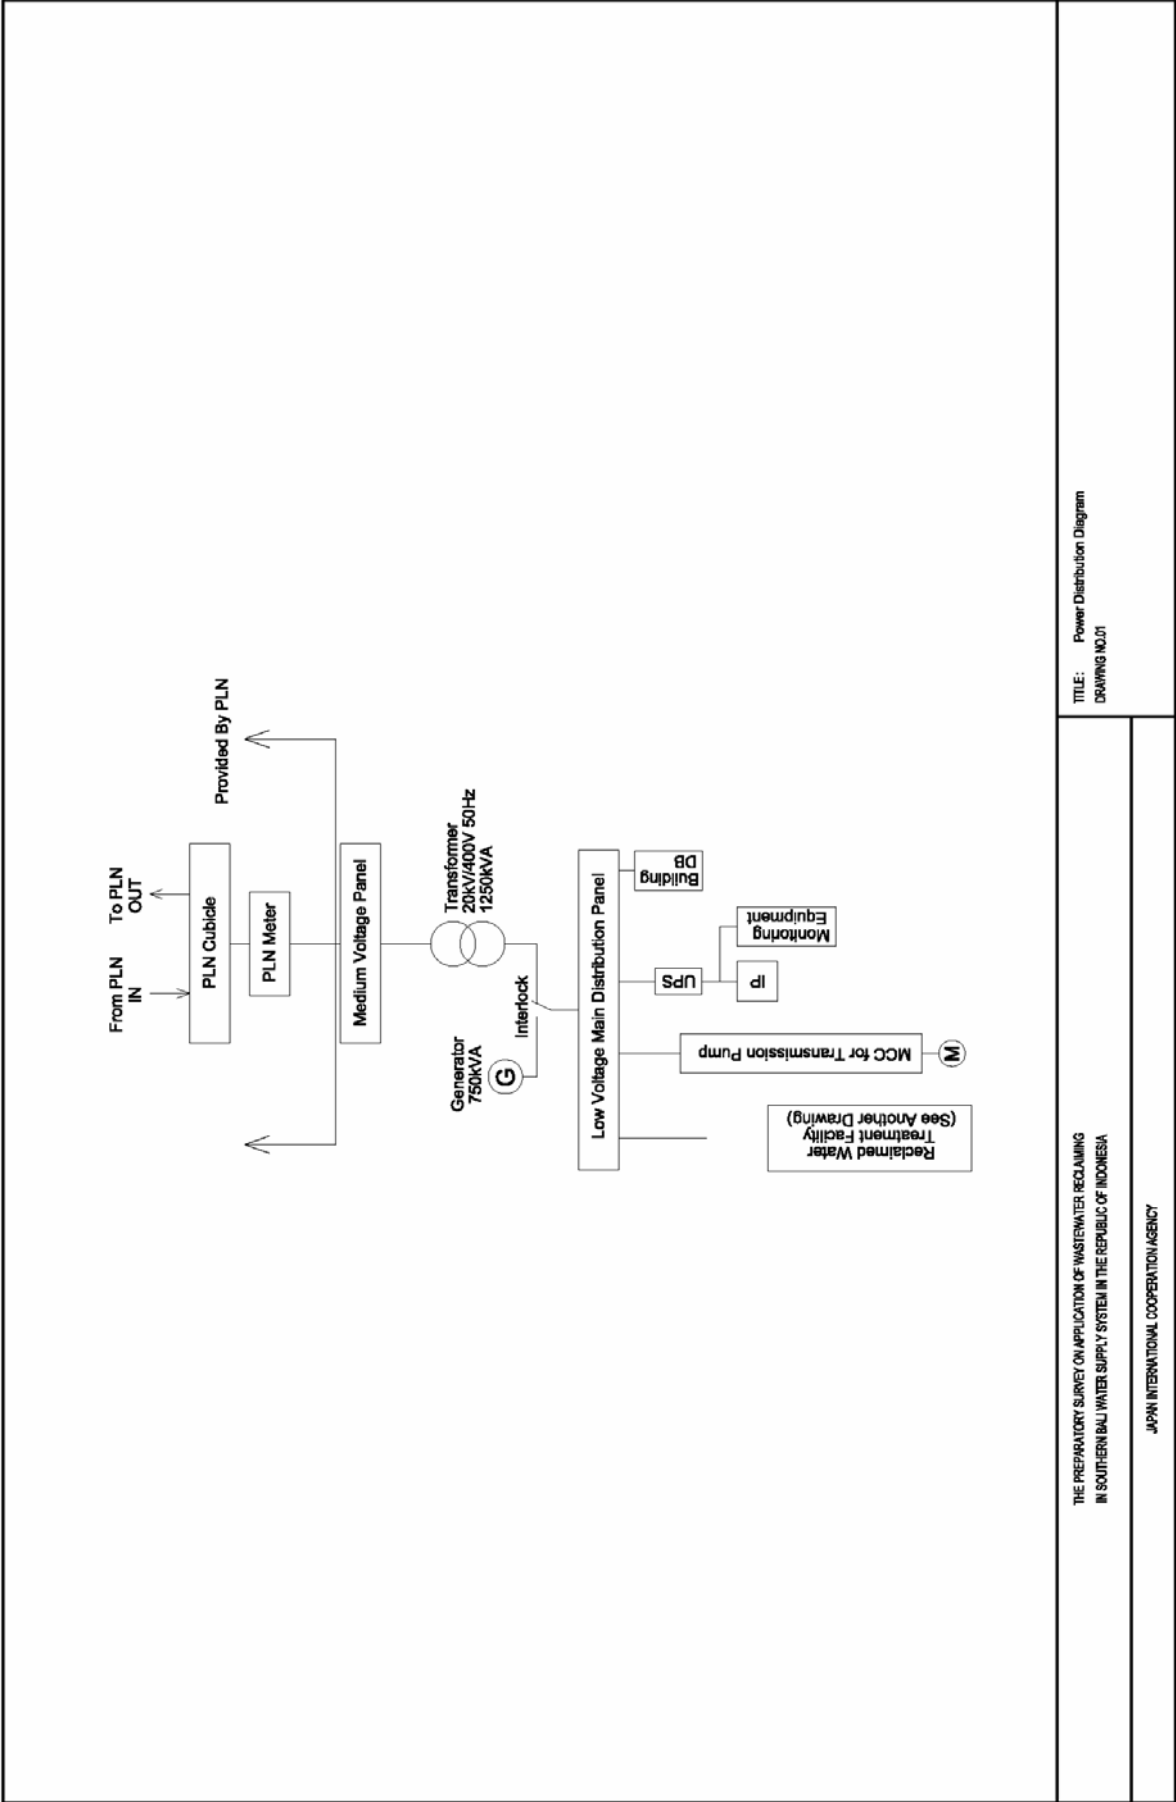 From PLN
IN
To PLN
OUT
Provided By PLN
PLN Cubicle
PLN Meter
Medium Voltage Panel
Transformer
20kV/400V 50Hz
1250kVA
Generator
750kVA
G
Interlock
Low Voltage Main Distribution Panel
Reclaimed Water
Treatment Facility
(See Another Drawing)
MCC for Transmission Pump
M
UPS
IP
Monitoring
Equipment
Building
DB
THE PREPARATORY SURVEY ON APPLICATION OF WASTEWATER RECLAIMING
IN SOUTHERN BALI WATER SUPPLY SYSTEM IN THE REPUBLIC OF INDONESIA
JAPAN INTERNATIONAL COOPERATION AGENCY
TITLE: Power Distribution Diagram
DRAWING NO.01